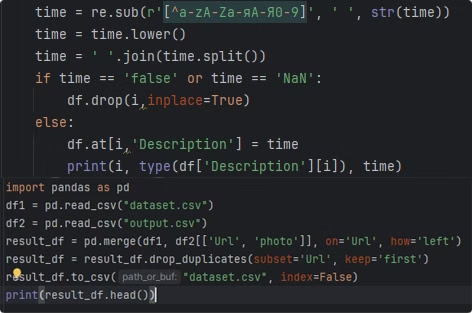 time = re.sub(r'[^a-zA-Za-яA-Я0-9]', ' ', str(time))
time = time.lower()
time = ' '.join(time.split())
if time == 'false' or time == 'NaN':
df.drop(i,inplace=True)
else:
df.at[i,'Description'] = time
print(i, type(df['Description'][i]), time)
import pandas as pd
df1 = pd.read_csv("dataset.csv")
df2 = pd.read_csv("output.csv")
result_df = pd.merge(df1, df2[['Url', 'photo']], on='Url', how='left')
result_df = result_df.drop_duplicates(subset='Url', keep='first')
result_df.to_csv( path_or_buf: "dataset.csv", index=False)
print(result_df.head())